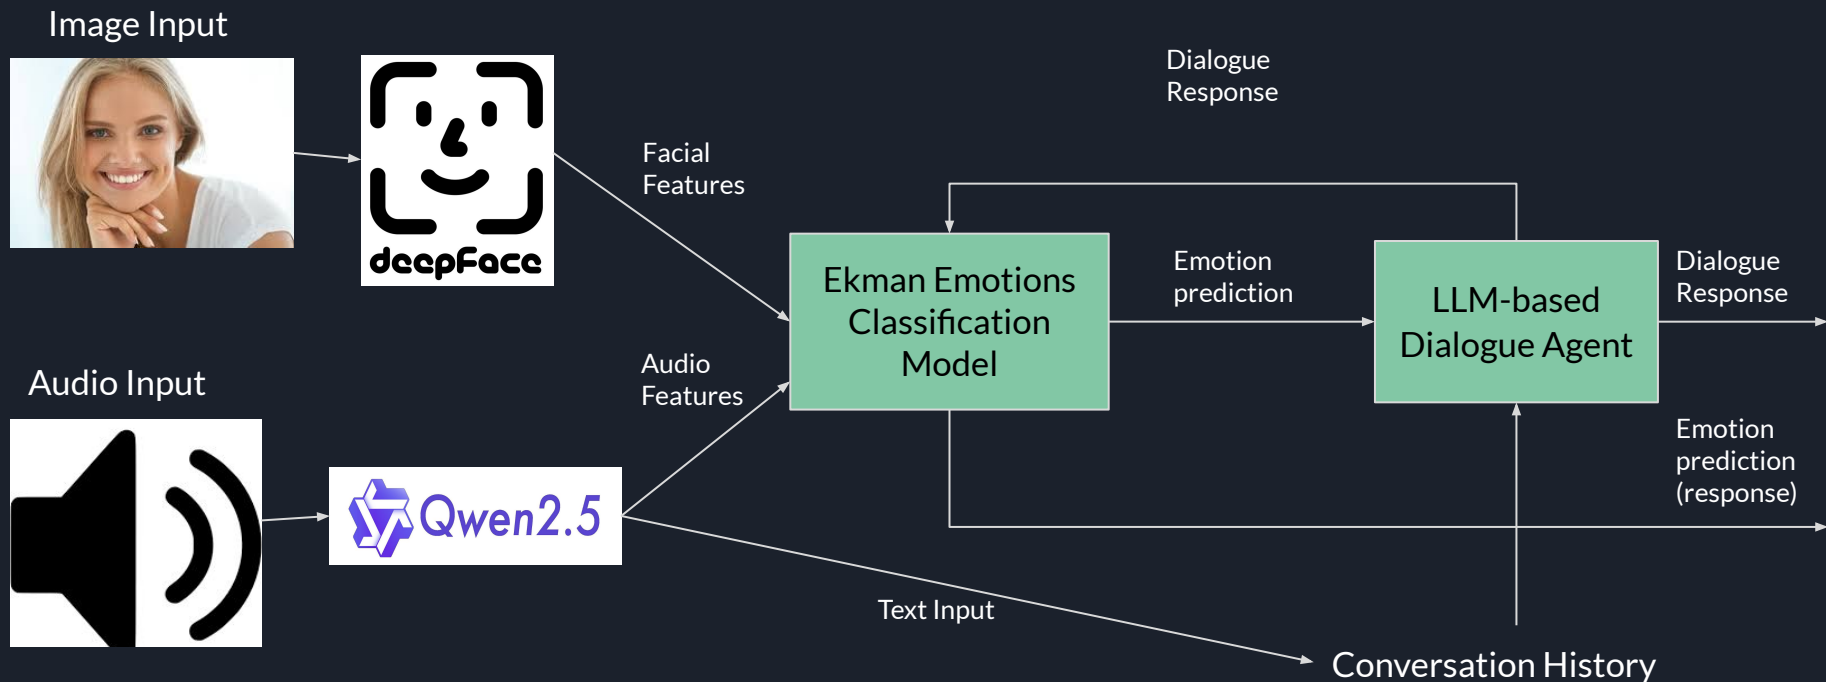 Image Input
deepFace
Facial
Features
Audio Input
Qwen2.5
Audio
Features
Text Input
Ekman Emotions
Classification
Model
Dialogue
Response
Emotion
prediction
LLM-based
Dialogue Agent
Dialogue
Response
Emotion
prediction
(response)
Conversation History